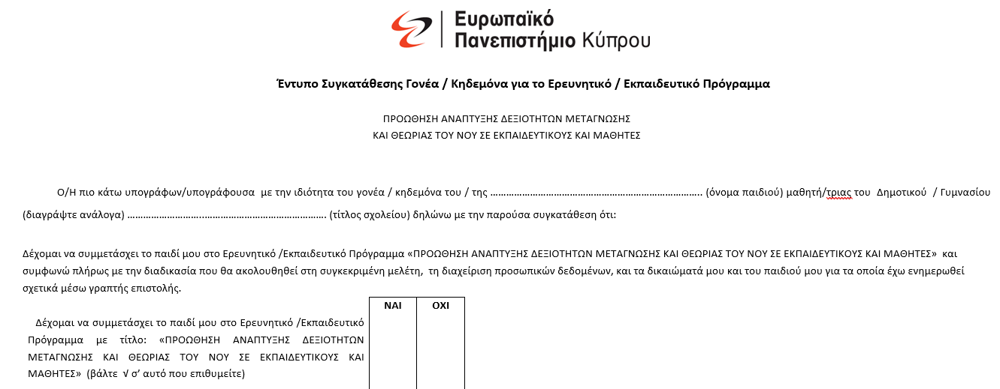 Ευρωπαϊκό
Πανεπιστήμιο Κύπρου
Έντυπο Συγκατάθεσης Γονέα / Κηδεμόνα για το Ερευνητικό / Εκπαιδευτικό Πρόγραμμα
ΠΡΟΩΘΗΣΗ ΑΝΑΠΤΥΞΗΣ ΔΕΞΙΟΤΗΤΩΝ ΜΕΤΑΓΝΩΣΗΣ
ΚΑΙ ΘΕΩΡΙΑΣ ΤΟΥ ΝΟΥ ΣΕ ΕΚΠΑΙΔΕΥΤΙΚΟΥΣ ΚΑΙ ΜΑΘΗΤΕΣ
Ο/Η πιο κάτω υπογράφων/υπογράφουσα με την ιδιότητα του γονέα / κηδεμόνα του / της …………………………………………………………………….. (όνομα παιδιού) μαθητή/τριας του Δημοτικού / Γυμνασίου
(διαγράψτε ανάλογα) ………………………..………………………………………. (τίτλος σχολείου) δηλώνω με την παρούσα συγκατάθεση ότι:
Δέχομαι να συμμετάσχει το παιδί μου στο Ερευνητικό /Εκπαιδευτικό Πρόγραμμα «ΠΡΟΩΘΗΣΗ ΑΝΑΠΤΥΞΗΣ ΔΕΞΙΟΤΗΤΩΝ ΜΕΤΑΓΝΩΣΗΣ ΚΑΙ ΘΕΩΡΙΑΣ ΤΟΥ ΝΟΥ ΣΕ ΕΚΠΑΙΔΕΥΤΙΚΟΥΣ ΚΑΙ ΜΑΘΗΤΕΣ» και
συμφωνώ πλήρως με την διαδικασία που θα ακολουθηθεί στη συγκεκριμένη μελέτη, τη διαχείριση προσωπικών δεδομένων, και τα δικαιώματά μου και του παιδιού μου για τα οποία έχω ενημερωθεί
σχετικά μέσω γραπτής επιστολής.
ΝΑΙ ΟΧΙ
Δέχομαι να συμμετάσχει το παιδί μου στο Ερευνητικό /Εκπαιδευτικό
Πρόγραμμα με τίτλο: «ΠΡΟΩΘΗΣΗ ΑΝΑΠΤΥΞΗΣ ΔΕΞΙΟΤΗΤΩΝ
ΜΕΤΑΓΝΩΣΗΣ ΚΑΙ ΘΕΩΡΙΑΣ ΤΟΥ ΝΟΥ ΣΕ ΕΚΠΑΙΔΕΥΤΙΚΟΥΣ ΚΑΙ
ΜΑΘΗΤΕΣ» (βάλτε √ σ’ αυτό που επιθυμείτε)